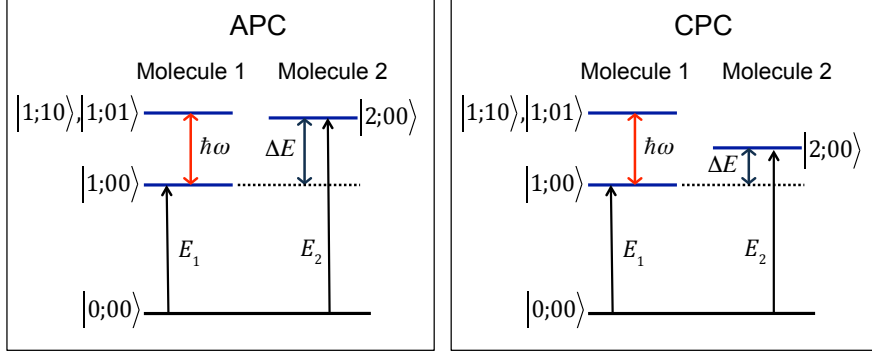 APC
Molecule 1 Molecule 2
|1;10⟩,|1;01⟩
|2;00⟩
ħω
ΔE
|1;00⟩
E₁
E₂
|0;00⟩
CPC
Molecule 1 Molecule 2
|1;10⟩,|1;01⟩
ħω
|2;00⟩
ΔE
|1;00⟩
E₁
E₂
|0;00⟩